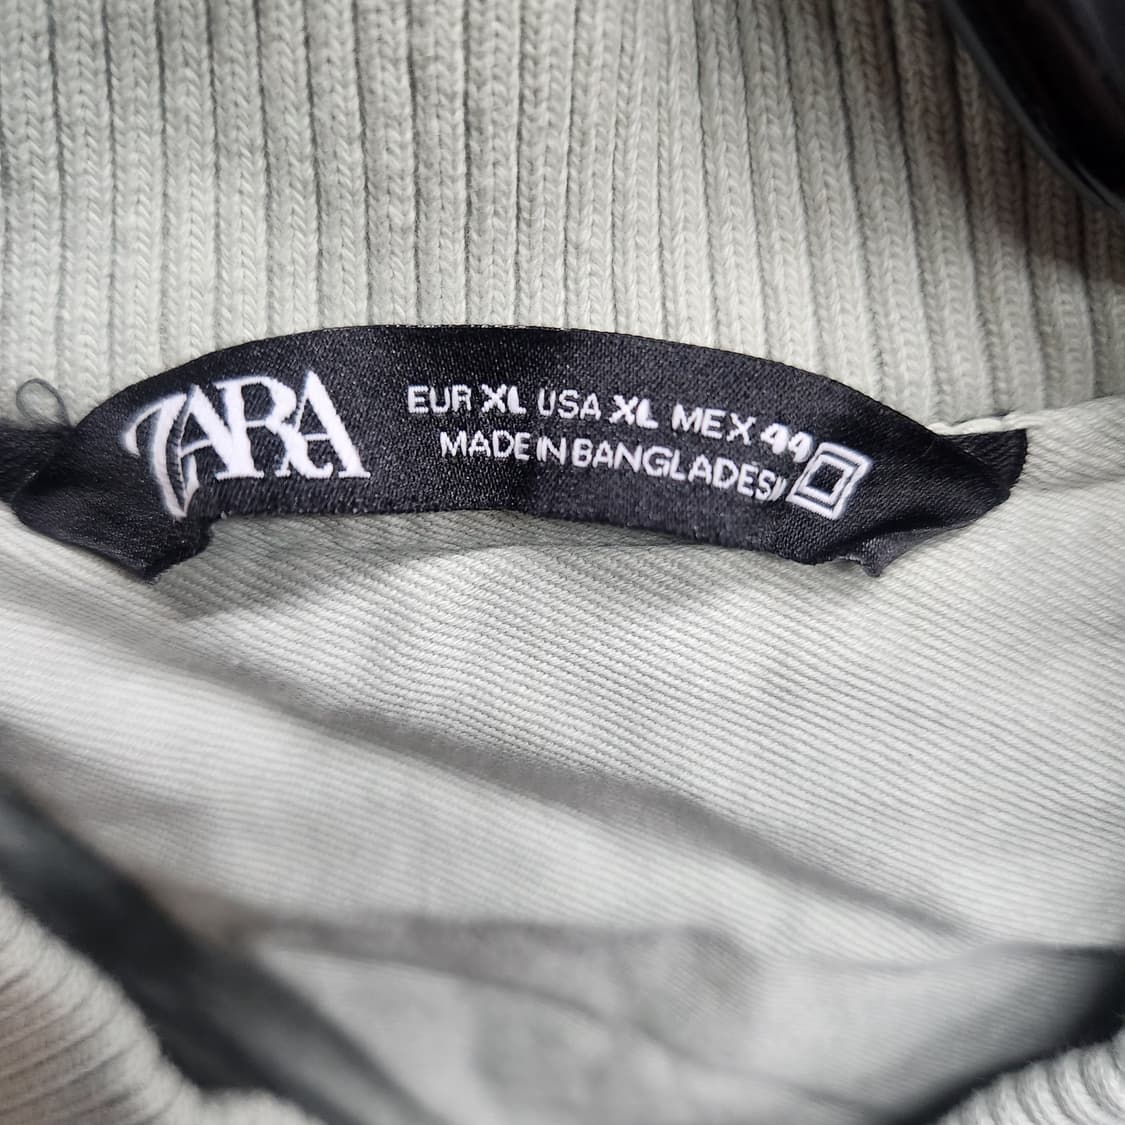 ZARA
EUR XL USA XL MEX 44
MADE IN BANGLADESH